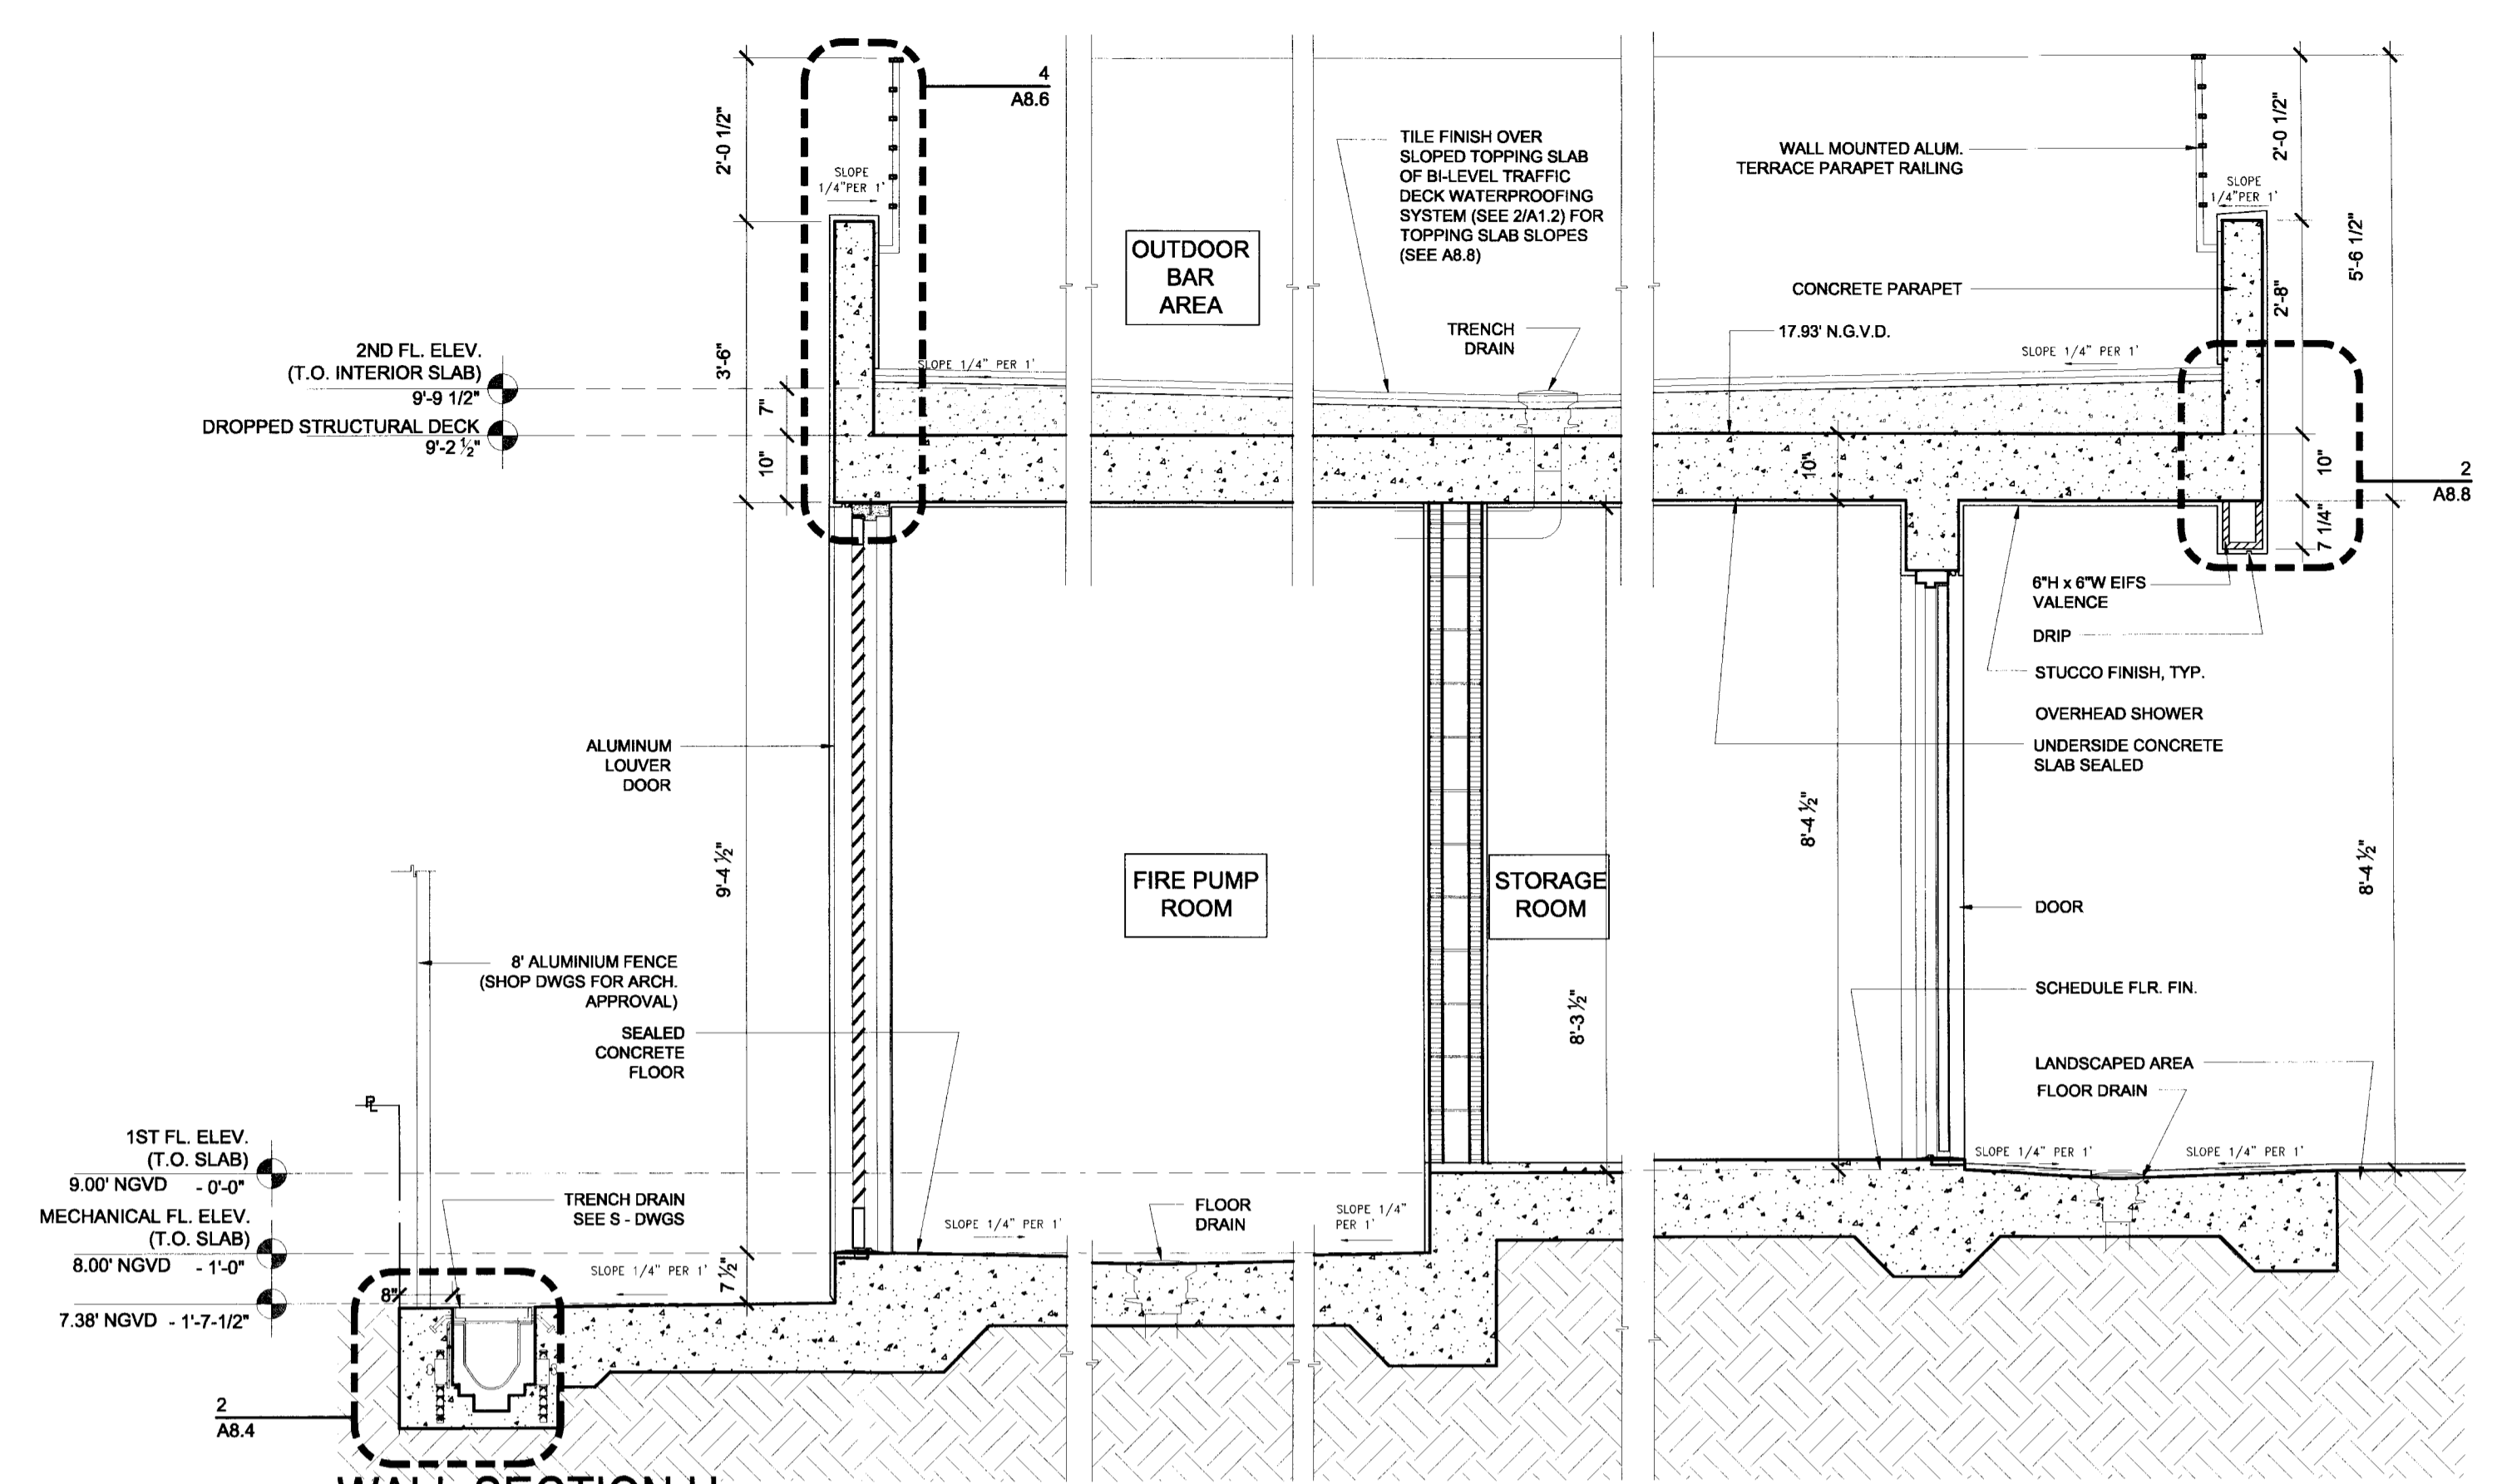 4
A8.6
2'-0 1/2"
SLOPE
1/4"PER 1'
TILE FINISH OVER
SLOPED TOPPING SLAB
OF BI-LEVEL TRAFFIC
DECK WATERPROOFING
SYSTEM (SEE 2/A1.2) FOR
TOPPING SLAB SLOPES
(SEE A8.8)
WALL MOUNTED ALUM.
TERRACE PARAPET RAILING
2'-0 1/2"
SLOPE
1/4"PER 1'
5'-6 1/2"
OUTDOOR
BAR
AREA
CONCRETE PARAPET
2'-8"
TRENCH
DRAIN
17.93' N.G.V.D.
SLOPE 1/4" PER 1'
2ND FL. ELEV.
(T.O. INTERIOR SLAB)
9'-9 1/2"
3'-6"
SLOPE 1/4" PER 1'
7"
DROPPED STRUCTURAL DECK
9'-2 ½"
10"
10"
10"
2
A8.8
7 1/4"
6"H x 6"W EIFS
VALENCE
DRIP
STUCCO FINISH, TYP.
OVERHEAD SHOWER
UNDERSIDE CONCRETE
SLAB SEALED
ALUMINUM
LOUVER
DOOR
9'-4 ½"
8'-4 ½"
8'-4 ½"
FIRE PUMP
ROOM
STORAGE
ROOM
DOOR
8' ALUMINIUM FENCE
(SHOP DWGS FOR ARCH.
APPROVAL)
SEALED
CONCRETE
FLOOR
8'-3 ½"
SCHEDULE FLR. FIN.
LANDSCAPED AREA
FLOOR DRAIN
PL
1ST FL. ELEV.
(T.O. SLAB)
9.00' NGVD - 0'-0"
SLOPE 1/4" PER 1'
SLOPE 1/4" PER 1'
TRENCH DRAIN
SEE S - DWGS
MECHANICAL FL. ELEV.
(T.O. SLAB)
8.00' NGVD - 1'-0"
SLOPE 1/4" PER 1'
FLOOR
DRAIN
SLOPE 1/4"
PER 1'
SLOPE 1/4" PER 1'
7 ½"
8"
7.38' NGVD - 1'-7-1/2"
2
A8.4
WALL SECTION H